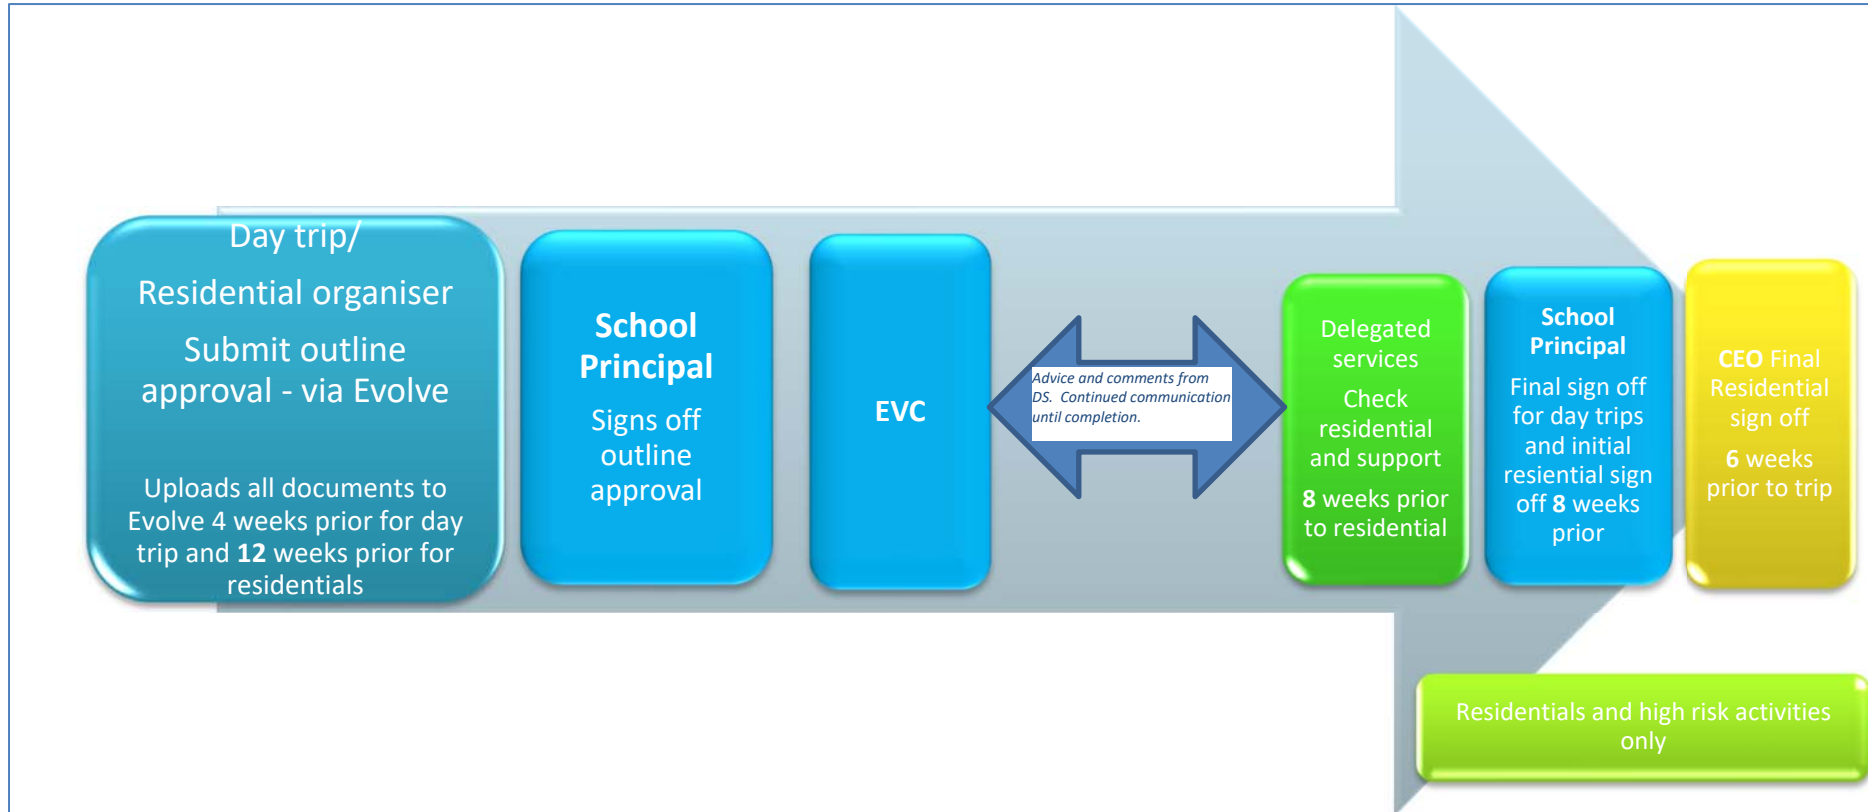 Day trip/
Residential organiser
Submit outline
approval - via Evolve
Uploads all documents to
Evolve 4 weeks prior for day
trip and 12 weeks prior for
residentials
School
Principal
Signs off
outline
approval
EVC
Advice and comments from
DS.  Continued communication
until completion.
Delegated
services
Check
residential
and support
8 weeks prior
to residential
School
Principal
Final sign off
for day trips
and initial
resiential sign
off 8 weeks
prior
CEO Final
Residential
sign off
6 weeks
prior to trip
Residentials and high risk activities
only